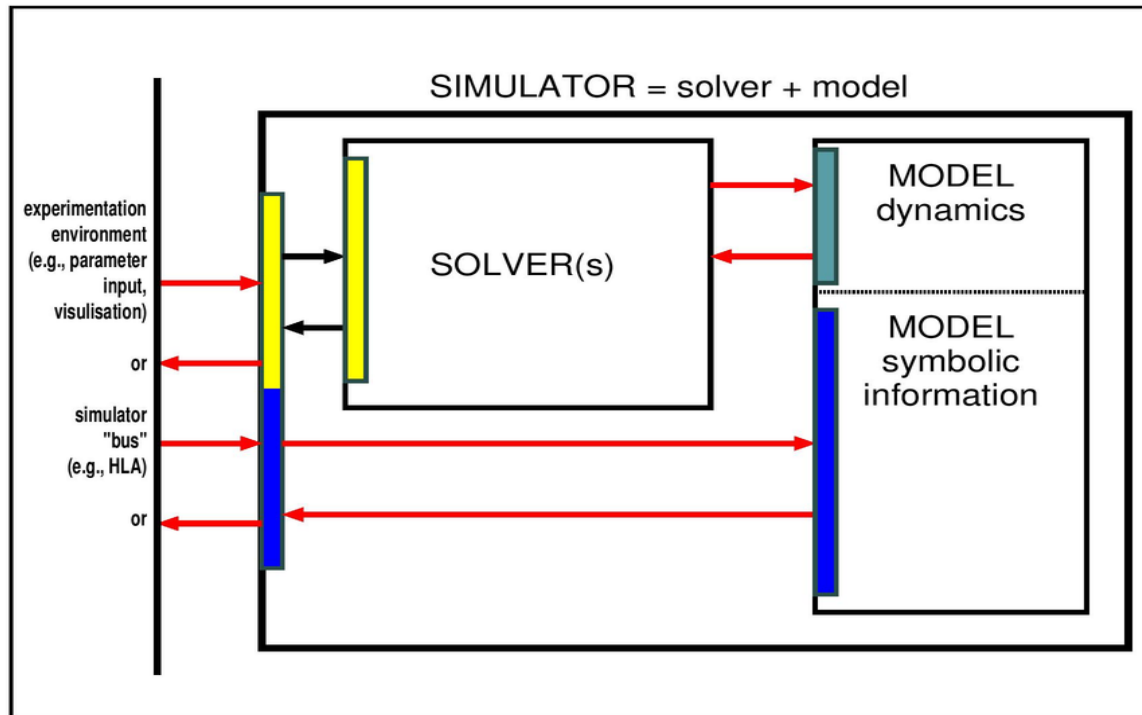 SIMULATOR = solver + model
experimentation
environment
(e.g., parameter
input,
visulisation)
or
simulator
"bus"
(e.g., HLA)
or
SOLVER(s)
MODEL
dynamics
MODEL
symbolic
information